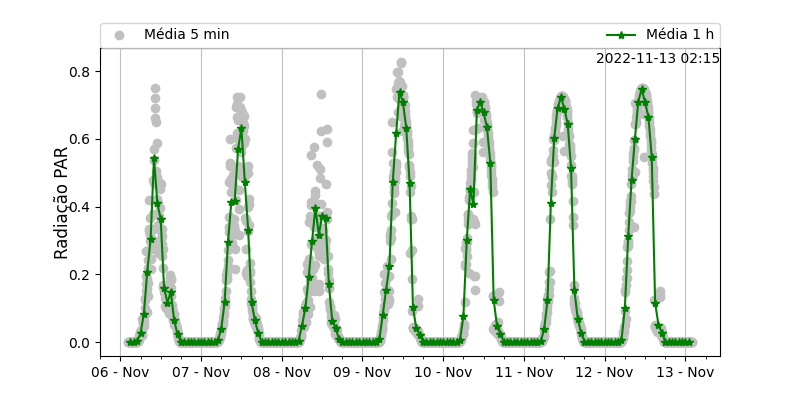 Média 5 min
Média 1 h
2022-11-13 02:15
Radiação PAR
0.8
0.6
0.4
0.2
0.0
06 - Nov
07 - Nov
08 - Nov
09 - Nov
10 - Nov
11 - Nov
12 - Nov
13 - Nov